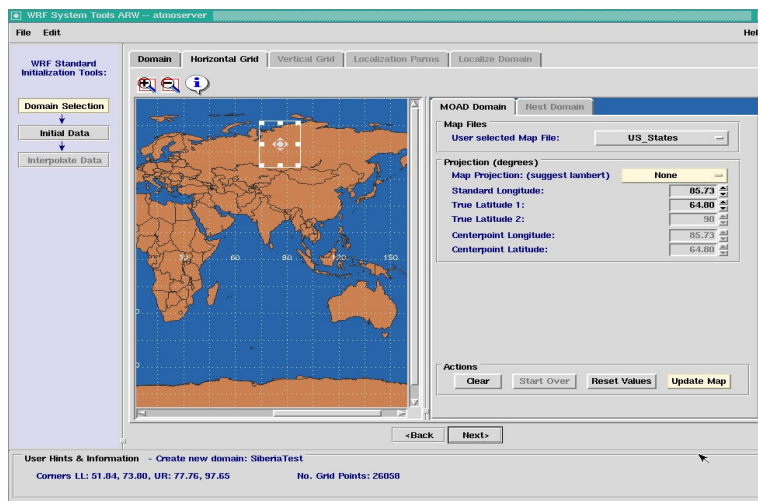 WRF System Tools ARW -- atmoserver
File Edit Hel
WRF Standard
Initialization Tools:
Domain Selection
Initial Data
Interpolate Data
Domain Horizontal Grid Vertical Grid Localization Parms Localize Domain
30. 60. 90. 120 150
0
MOAD Domain Nest Domain
Map Files
User selected Map File: US_States
Projection (degrees)
Map Projection: (suggest lambert) None
Standard Longitude: 85.73
True Latitude 1: 64.80
True Latitude 2: 90
Centerpoint Longitude: 85.73
Centerpoint Latitude: 64.80
Actions
Clear Start Over Reset Values Update Map
<Back Next>
User Hints & Information - Create new domain: SiberiaTest
Corners LL: 51.84, 73.80, UR: 77.76, 97.65 No. Grid Points: 26058